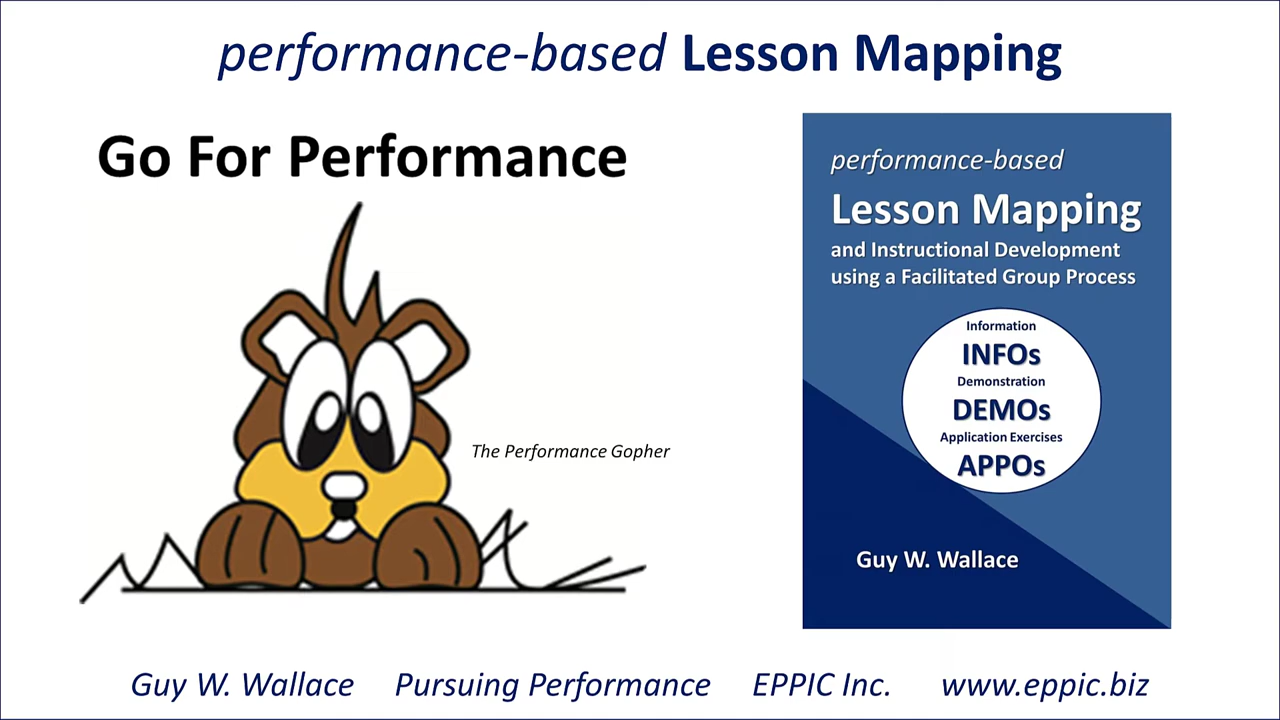 performance-based Lesson Mapping
Go For Performance
The Performance Gopher
performance-based
Lesson Mapping
and Instructional Development
using a Facilitated Group Process
Information
INFOs
Demonstration
DEMOs
Application Exercises
APPOs
Guy W. Wallace
Guy W. Wallace Pursuing Performance EPPIC Inc. www.eppic.biz